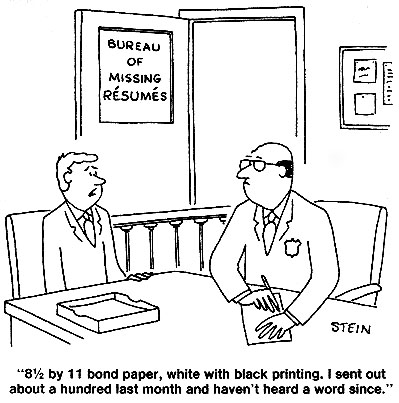 BUREAU
OF
MISSING
RÉSUMÉS
STEIN
"8½ by 11 bond paper, white with black printing. I sent out
about a hundred last month and haven't heard a word since."